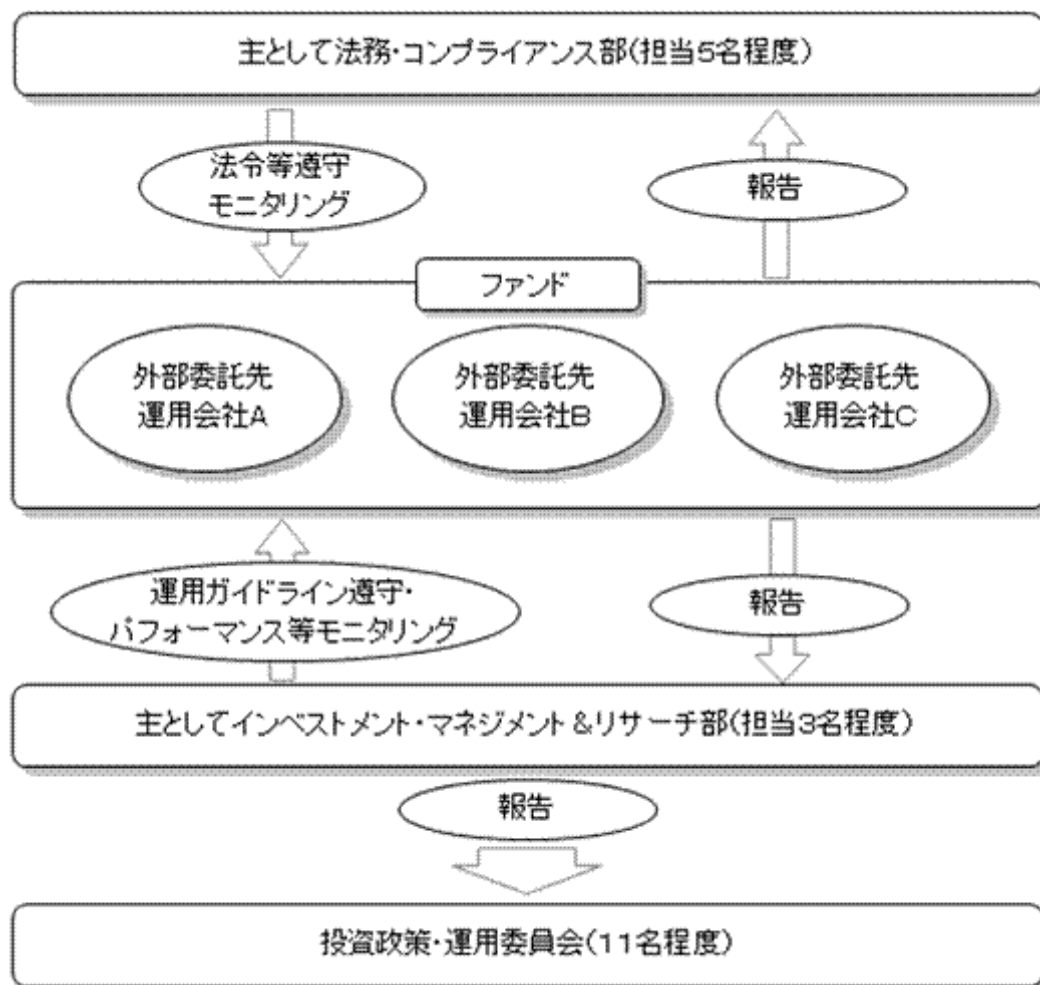 主として法務・コンプライアンス部(担当5名程度)
法令等遵守
モニタリング
報告
ファンド
外部委託先
運用会社A
外部委託先
運用会社B
外部委託先
運用会社C
運用ガイドライン遵守・
パフォーマンス等モニタリング
報告
主としてインベストメント・マネジメント&リサーチ部(担当3名程度)
報告
投資政策・運用委員会(11名程度)